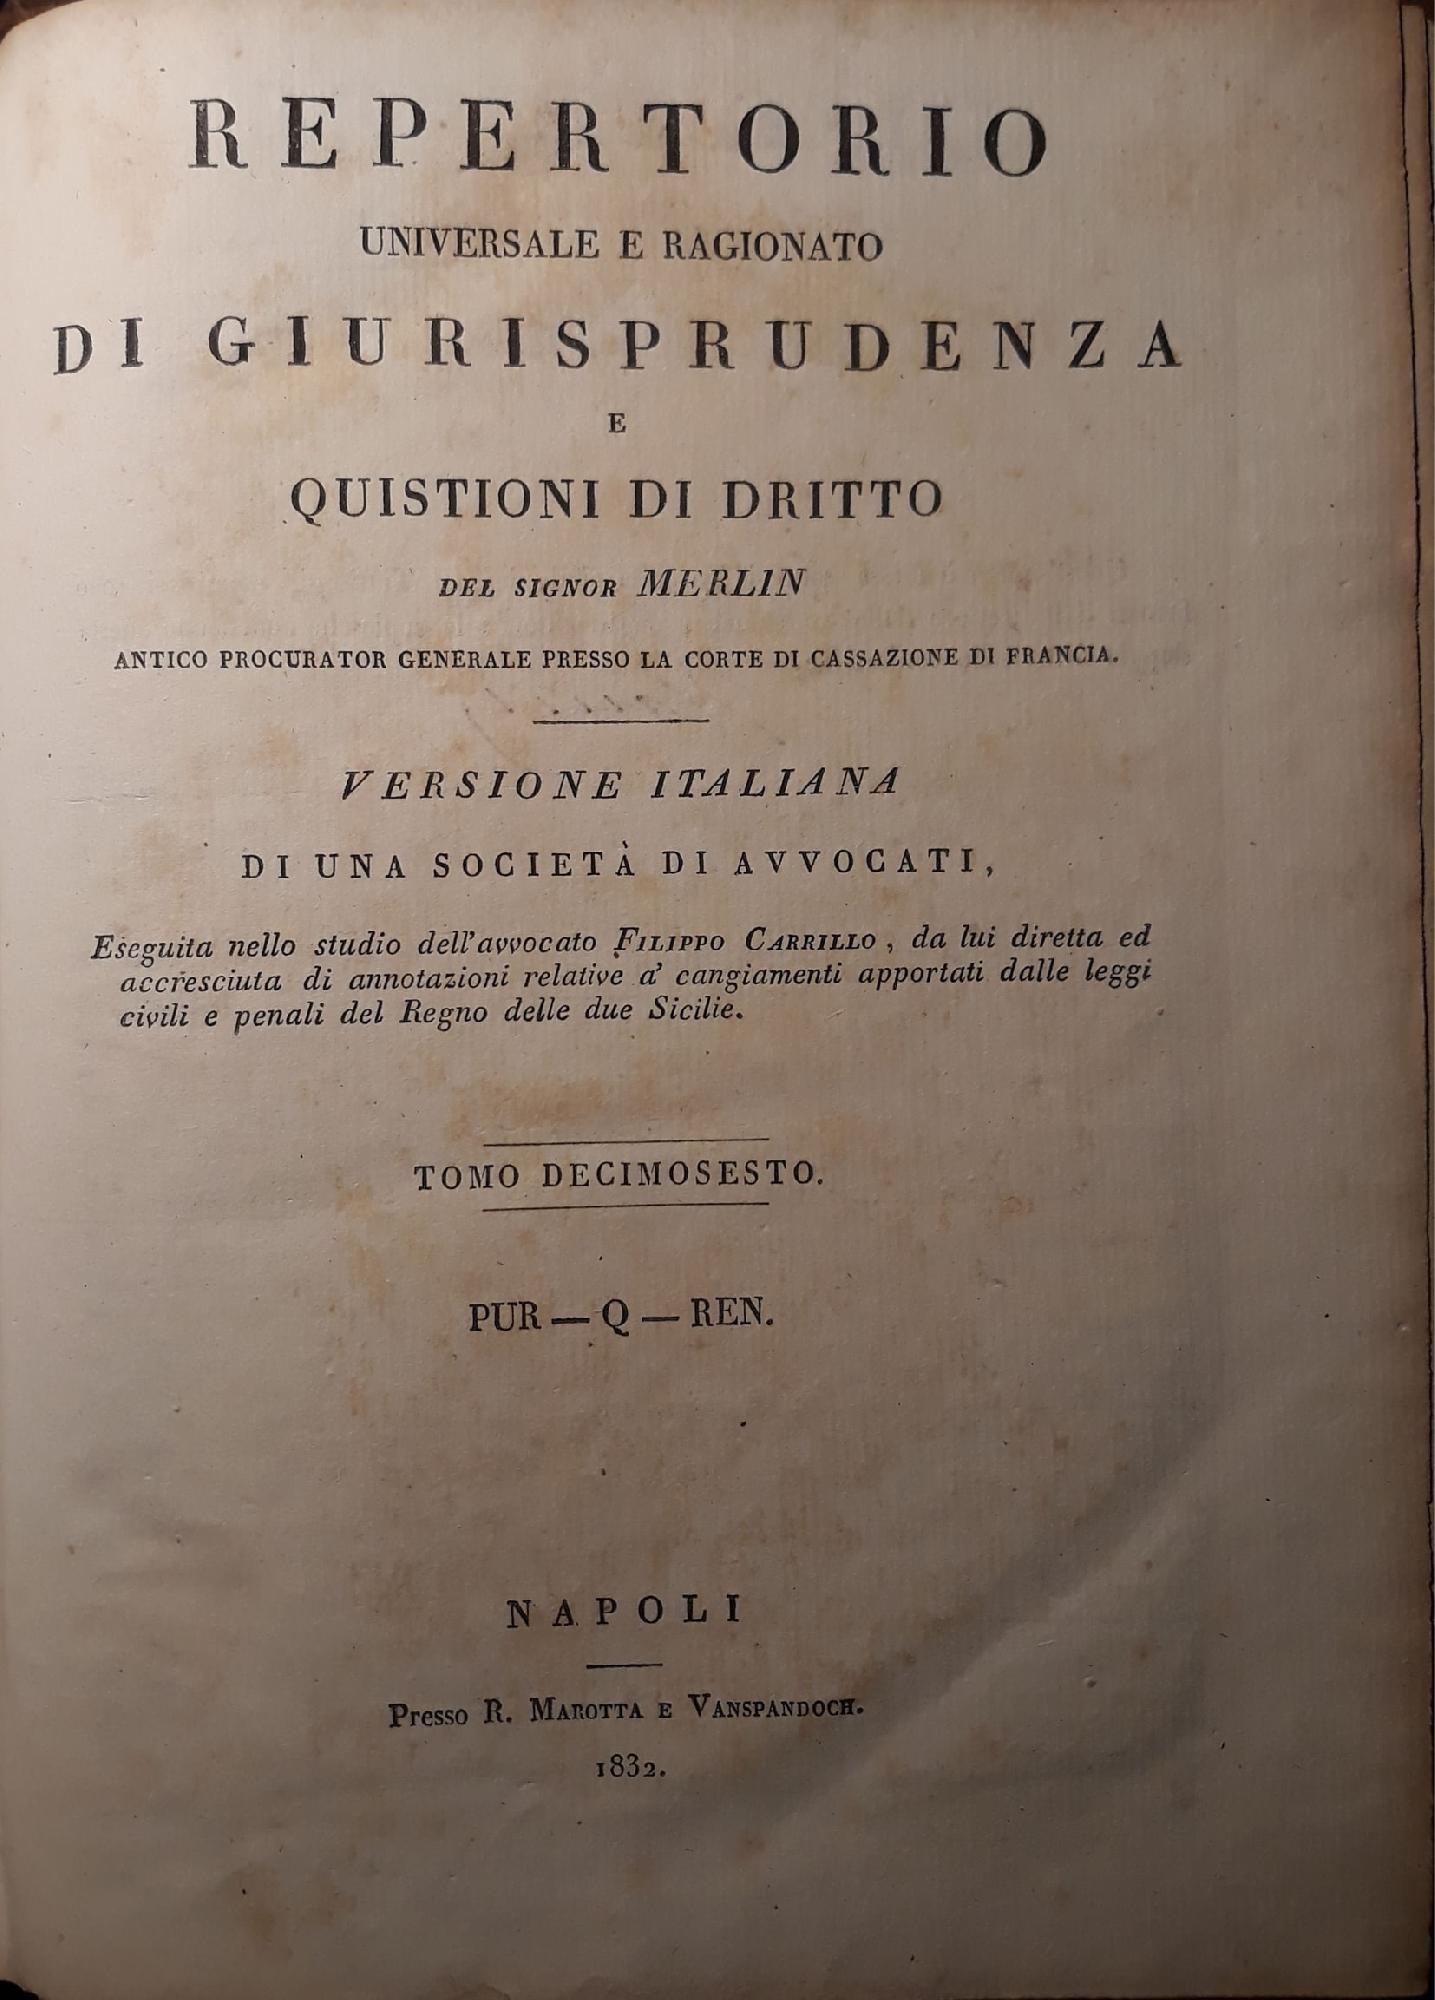 REPERTORIO
UNIVERSALE E RAGIONATO
DI GIURISPRUDENZA
E
QUISTIONI DI DRITTO
DEL SIGNOR MERLIN
ANTICO PROCURATOR GENERALE PRESSO LA CORTE DI CASSAZIONE DI FRANCIA.
VERSIONE ITALIANA
DI UNA SOCIETÀ DI AVVOCATI,
Eseguita nello studio dell'avvocato FILIPPO CARRILLO, da lui diretta ed
accresciuta di annotazioni relative a' cangiamenti apportati dalle leggi
civili e penali del Regno delle due Sicilie.
TOMO DECIMOSESTO.
PUR — Q — REN.
NAPOLI
Presso R. MAROTTA E VANSPANDOCH.
1832.